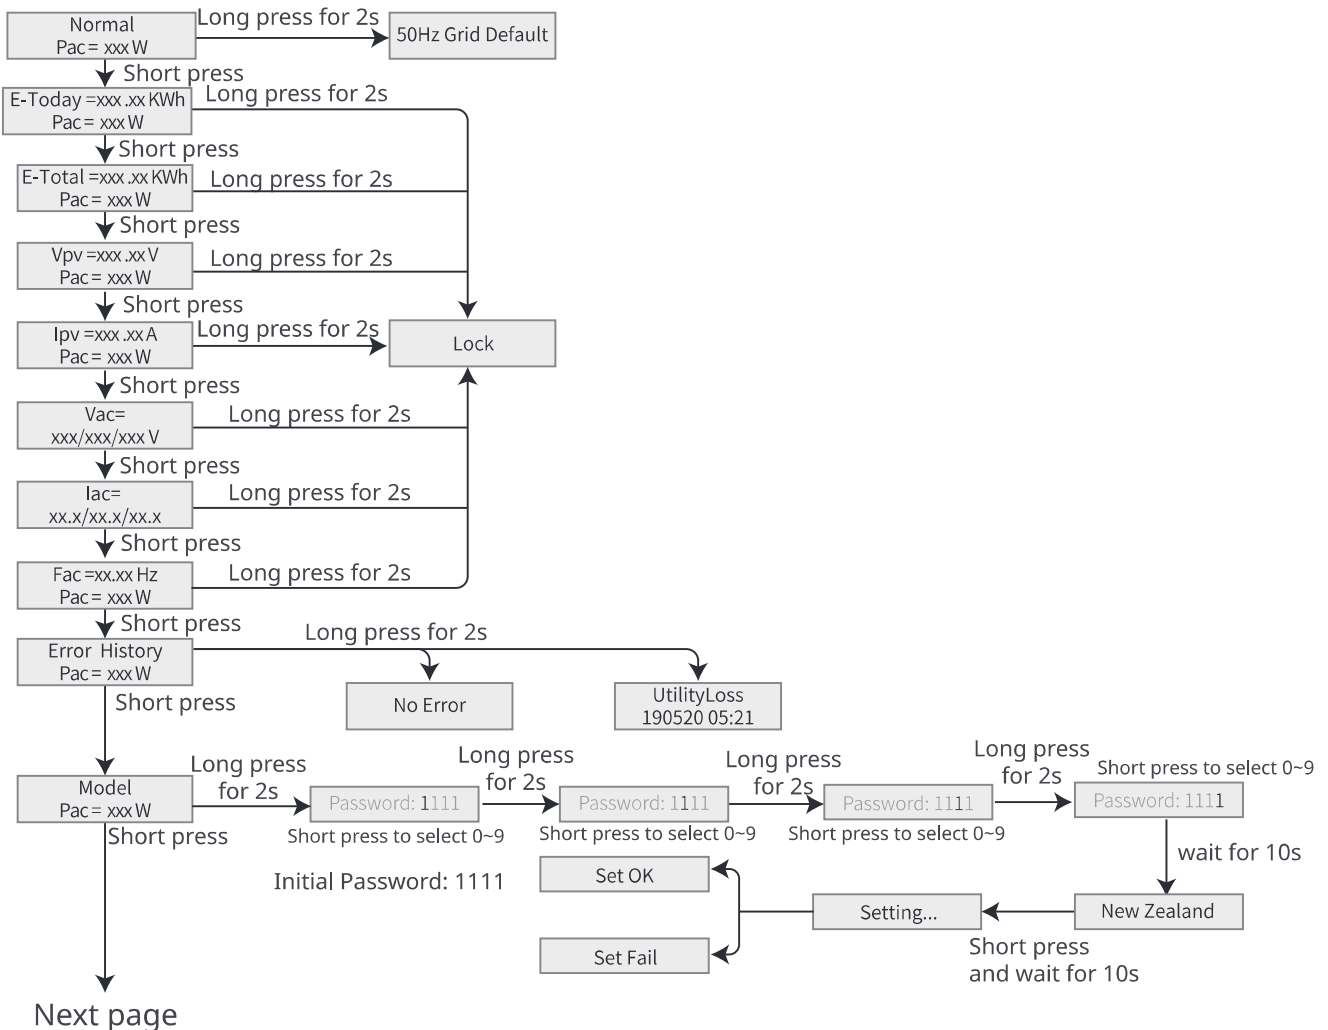 Normal
Pac= xxxW
Long press for 2s
50Hz Grid Default
Short press
E-Today =xxx.xx KWh
Pac= xxxW
Long press for 2s
Short press
E-Total =xxx.xx KWh
Pac= xxxW
Long press for 2s
Short press
Vpv =xxx.xx V
Pac= xxxW
Long press for 2s
Short press
Ipv =xxx.xx A
Pac= xxxW
Long press for 2s
Lock
Short press
Vac=
xxx/xxx/xxx V
Long press for 2s
Short press
Iac=
xx.x/xx.x/xx.x
Long press for 2s
Short press
Fac=xx.xx Hz
Pac= xxxW
Long press for 2s
Short press
Error History
Pac= xxxW
Long press for 2s
No Error
UtilityLoss
190520 05:21
Short press
Model
Pac= xxxW
Long press
for 2s
Password: 1111
Short press to select 0~9
Long press
for 2s
Password: 1111
Short press to select 0~9
Long press
for 2s
Password: 1111
Short press to select 0~9
Long press
for 2s
Short press to select 0~9
Password: 1111
Short press
Initial Password: 1111
wait for 10s
New Zealand
Short press
and wait for 10s
Setting...
Set OK
Set Fail
Next page